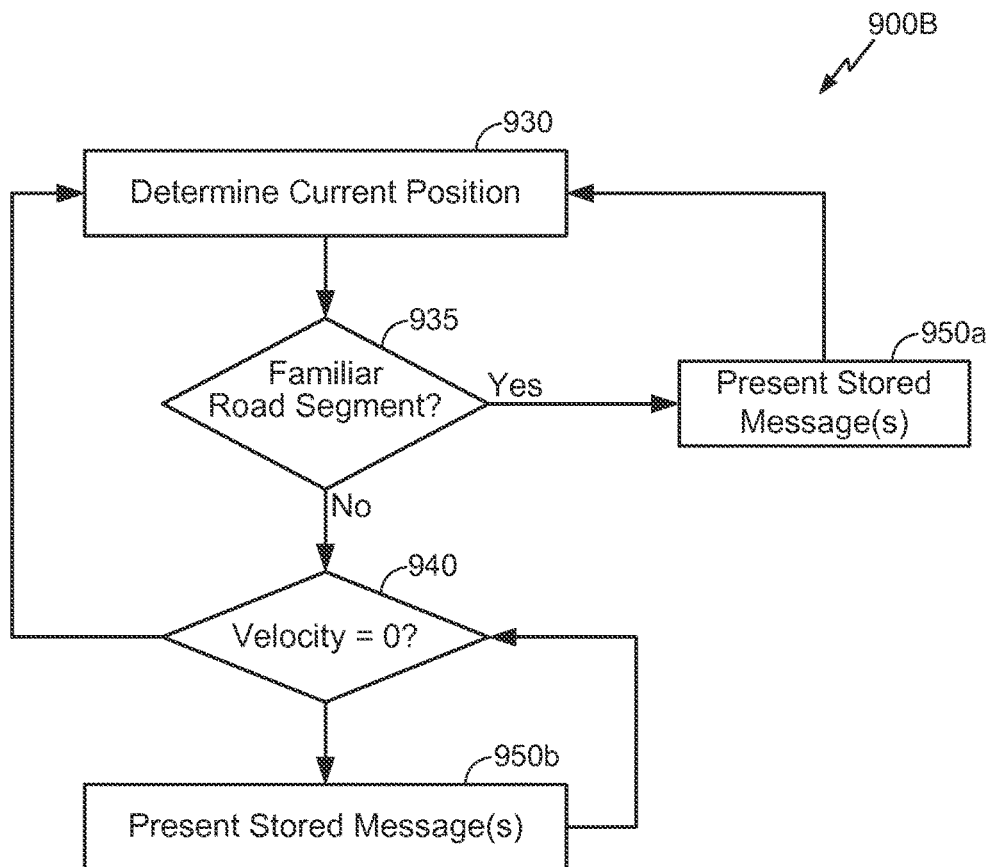 900B
930
Determine Current Position
935
Familiar
Road Segment?
Yes
950a
Present Stored
Message(s)
No
940
Velocity = 0?
950b
Present Stored Message(s)